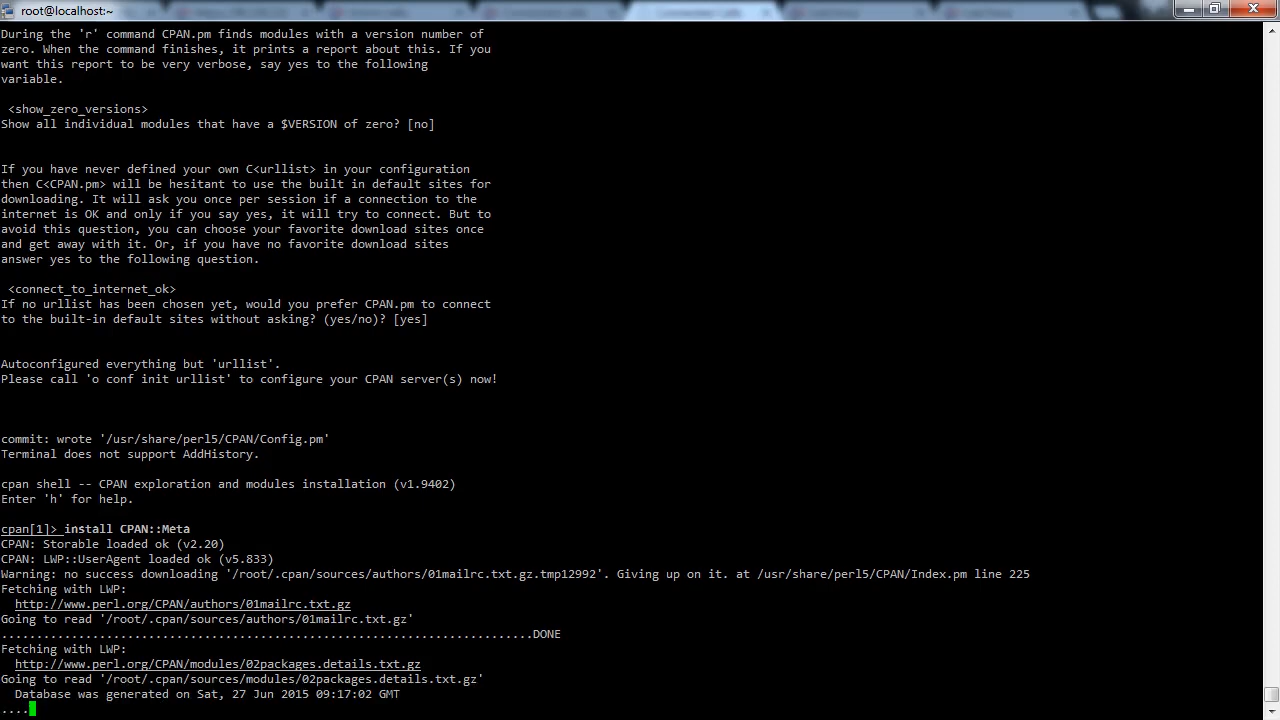 root@localhost:~
During the 'r' command CPAN.pm finds modules with a version number of
zero. When the command finishes, it prints a report about this. If you
want this report to be very verbose, say yes to the following
variable.
<show_zero_versions>
Show all individual modules that have a $VERSION of zero? [no]
If you have never defined your own C<urllist> in your configuration
then C<CPAN.pm> will be hesitant to use the built in default sites for
downloading. It will ask you once per session if a connection to the
internet is OK and only if you say yes, it will try to connect. But to
avoid this question, you can choose your favorite download sites once
and get away with it. Or, if you have no favorite download sites
answer yes to the following question.
<connect_to_internet_ok>
If no urllist has been chosen yet, would you prefer CPAN.pm to connect
to the built-in default sites without asking? (yes/no)? [yes]
Autoconfigured everything but 'urllist'.
Please call 'o conf init urllist' to configure your CPAN server(s) now!
commit: wrote '/usr/share/perl5/CPAN/Config.pm'
Terminal does not support AddHistory.
cpan shell -- CPAN exploration and modules installation (v1.9402)
Enter 'h' for help.
cpan[1]> install CPAN::Meta
CPAN: Storable loaded ok (v2.20)
CPAN: LWP::UserAgent loaded ok (v5.833)
Warning: no success downloading '/root/.cpan/sources/authors/01mailrc.txt.gz.tmp12992'. Giving up on it. at /usr/share/perl5/CPAN/Index.pm line 225
Fetching with LWP:
http://www.perl.org/CPAN/authors/01mailrc.txt.gz
Going to read '/root/.cpan/sources/authors/01mailrc.txt.gz'
............................................................................DONE
Fetching with LWP:
http://www.perl.org/CPAN/modules/02packages.details.txt.gz
Going to read '/root/.cpan/sources/modules/02packages.details.txt.gz'
Database was generated on Sat, 27 Jun 2015 09:17:02 GMT
....